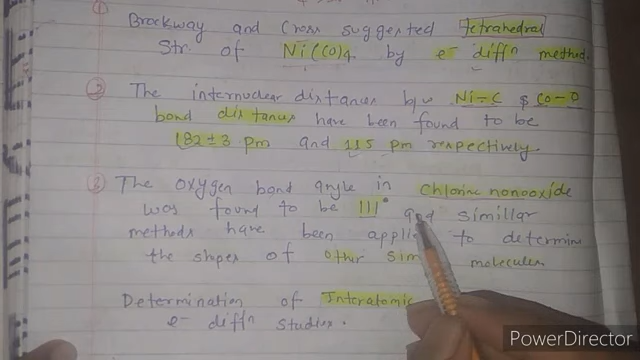 ① Brockway and Cross suggested tetrahedral
Str. of Ni(CO)4 by e⁻ diffn method.
② The internuclear distances b/w Ni-C & CO-O
bond distances have been found to be
182±3 pm and 115 pm respectively.
③ The oxygen bond angle in chlorine monooxide
was found to be 111° and simillar
methods have been to determine
the shapes of other molecules
Determination of Interatomic
e⁻ diffn studies.
PowerDirector